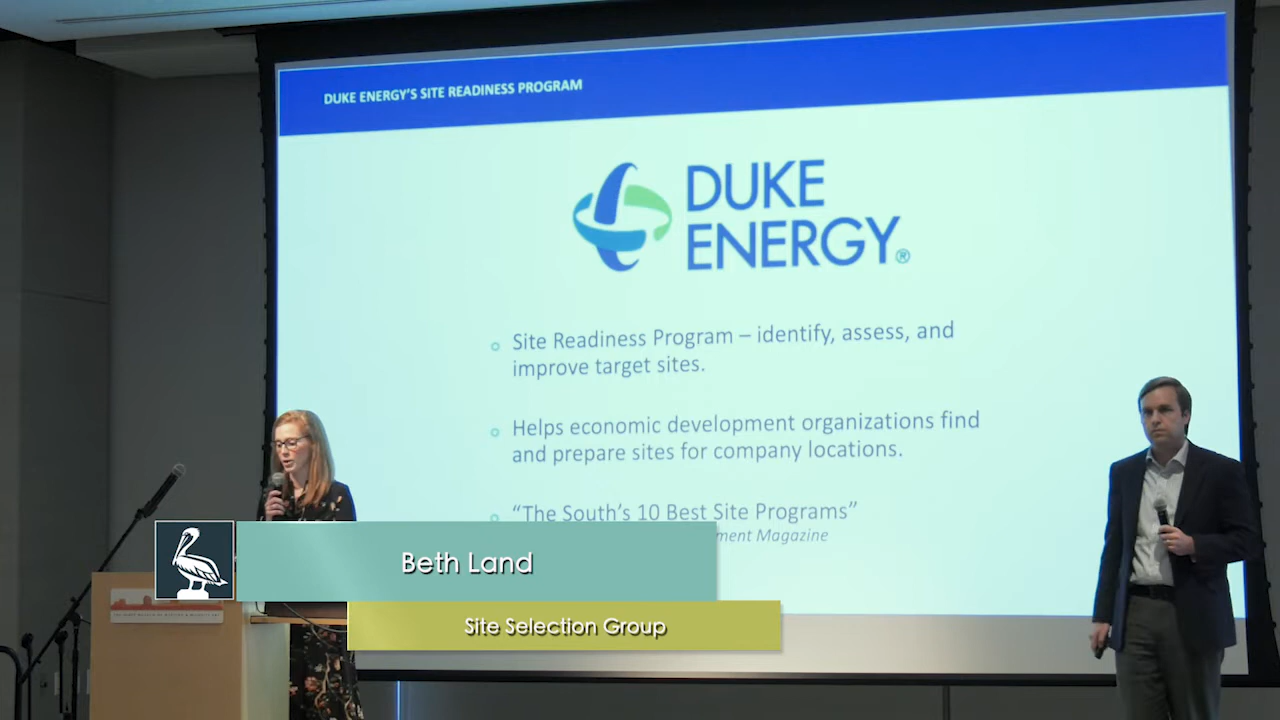 DUKE ENERGY'S SITE READINESS PROGRAM
DUKE
ENERGY®
Site Readiness Program – identify, assess, and
improve target sites.
Helps economic development organizations find
and prepare sites for company locations.
"The South's 10 Best Site Programs"
Magazine
Beth Land
Site Selection Group